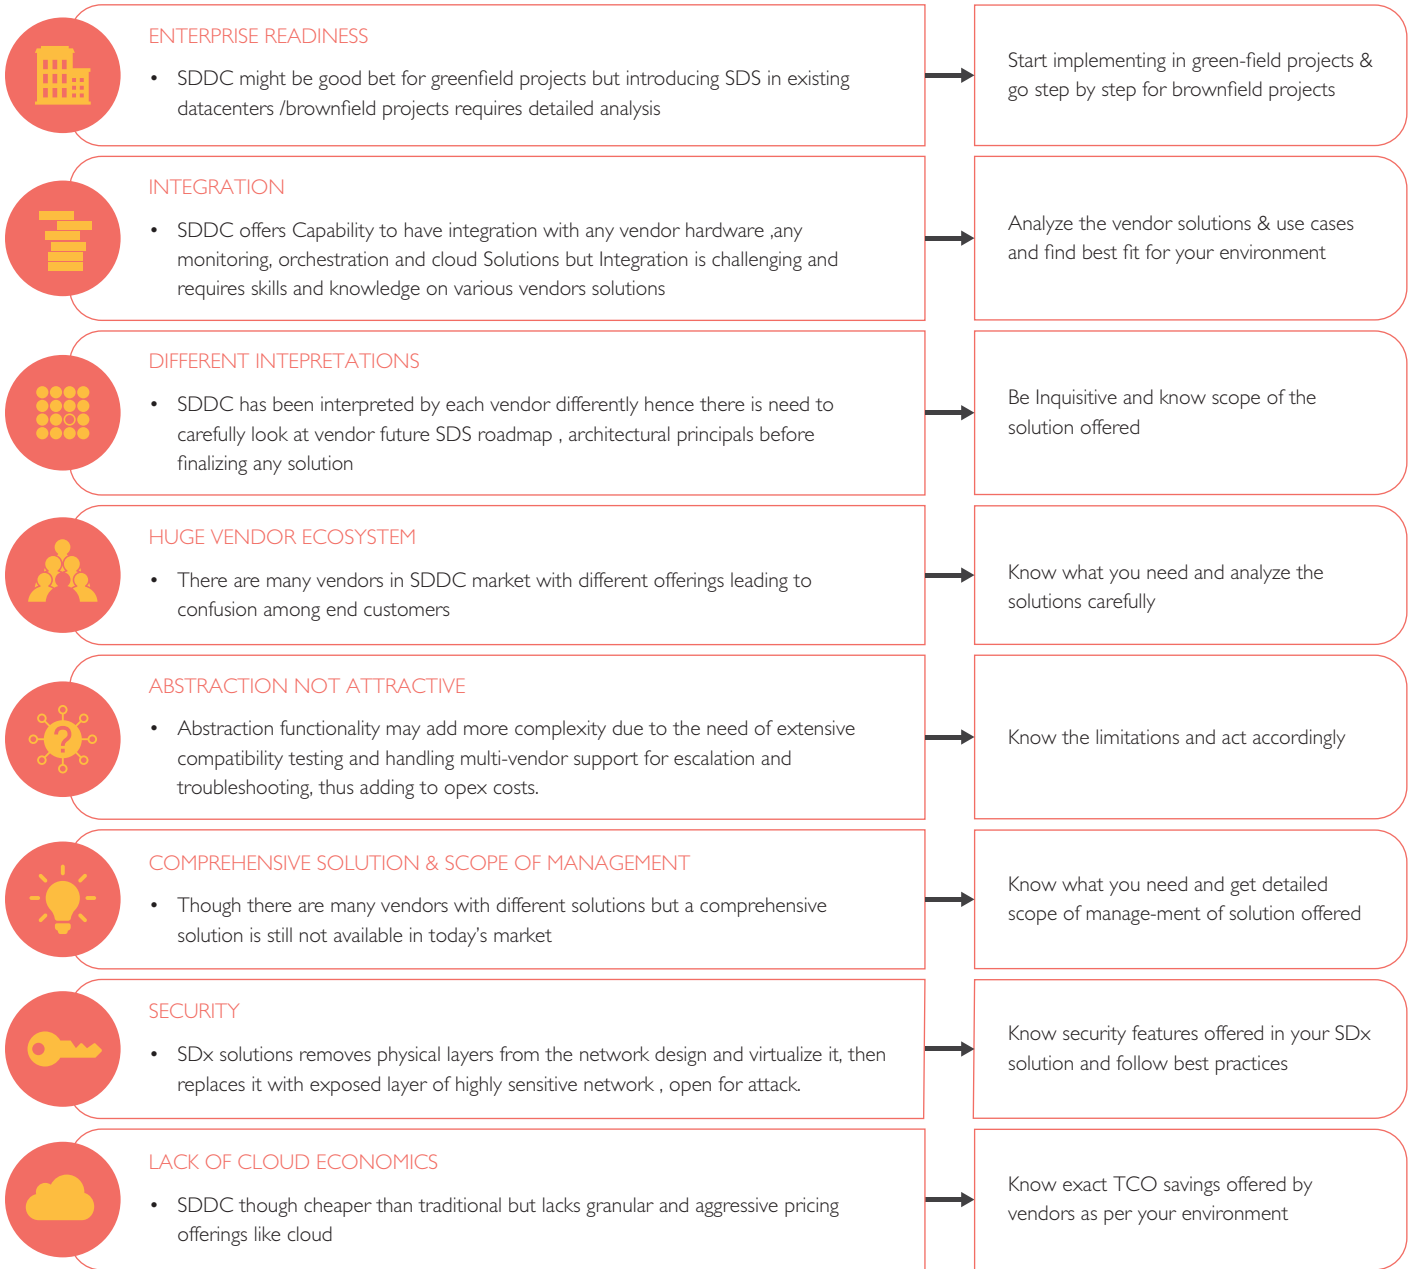 ENTERPRISE READINESS
• SDDC might be good bet for greenfield projects but introducing SDS in existing
datacenters /brownfield projects requires detailed analysis
Start implementing in green-field projects &
go step by step for brownfield projects
INTEGRATION
• SDDC offers Capability to have integration with any vendor hardware ,any
monitoring, orchestration and cloud Solutions but Integration is challenging and
requires skills and knowledge on various vendors solutions
Analyze the vendor solutions & use cases
and find best fit for your environment
DIFFERENT INTEPRETATIONS
• SDDC has been interpreted by each vendor differently hence there is need to
carefully look at vendor future SDS roadmap , architectural principals before
finalizing any solution
Be Inquisitive and know scope of the
solution offered
HUGE VENDOR ECOSYSTEM
• There are many vendors in SDDC market with different offerings leading to
confusion among end customers
Know what you need and analyze the
solutions carefully
ABSTRACTION NOT ATTRACTIVE
• Abstraction functionality may add more complexity due to the need of extensive
compatibility testing and handling multi-vendor support for escalation and
troubleshooting, thus adding to opex costs.
?
Know the limitations and act accordingly
COMPREHENSIVE SOLUTION & SCOPE OF MANAGEMENT
• Though there are many vendors with different solutions but a comprehensive
solution is still not available in today's market
Know what you need and get detailed
scope of manage-ment of solution offered
SECURITY
• SDx solutions removes physical layers from the network design and virtualize it, then
replaces it with exposed layer of highly sensitive network , open for attack.
Know security features offered in your SDx
solution and follow best practices
LACK OF CLOUD ECONOMICS
• SDDC though cheaper than traditional but lacks granular and aggressive pricing
offerings like cloud
Know exact TCO savings offered by
vendors as per your environment